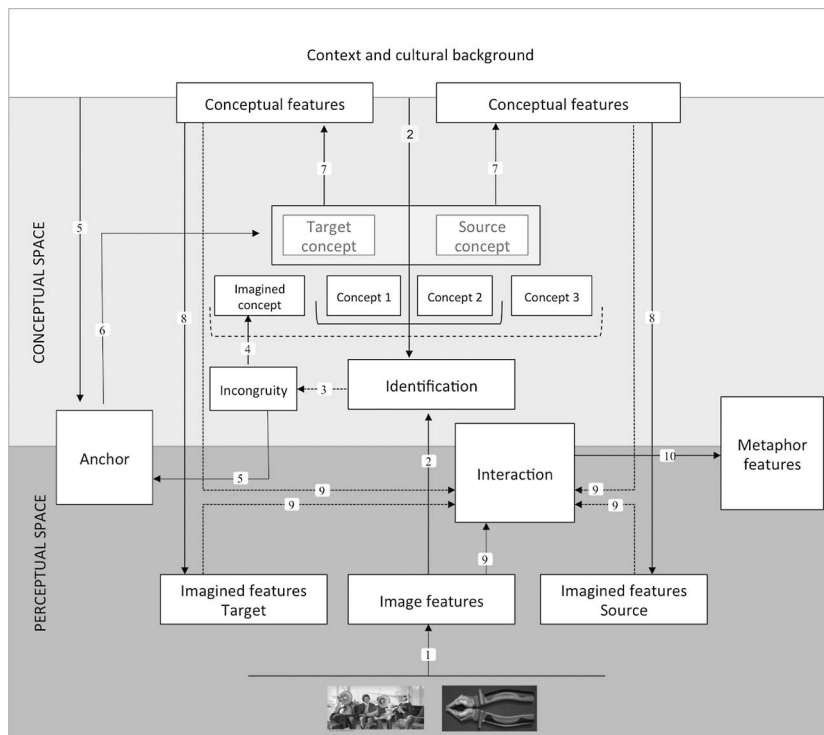 Context and cultural background
Conceptual features
Conceptual features
2
7
7
5
CONCEPTUAL SPACE
Target
concept
Source
concept
Imagined
concept
Concept 1
Concept 2
Concept 3
6
8
8
4
Incongruity
3
Identification
Anchor
5
2
Interaction
10
Metaphor
features
9
9
9
9
9
PERCEPTUAL SPACE
Imagined features
Target
Image features
Imagined features
Source
1